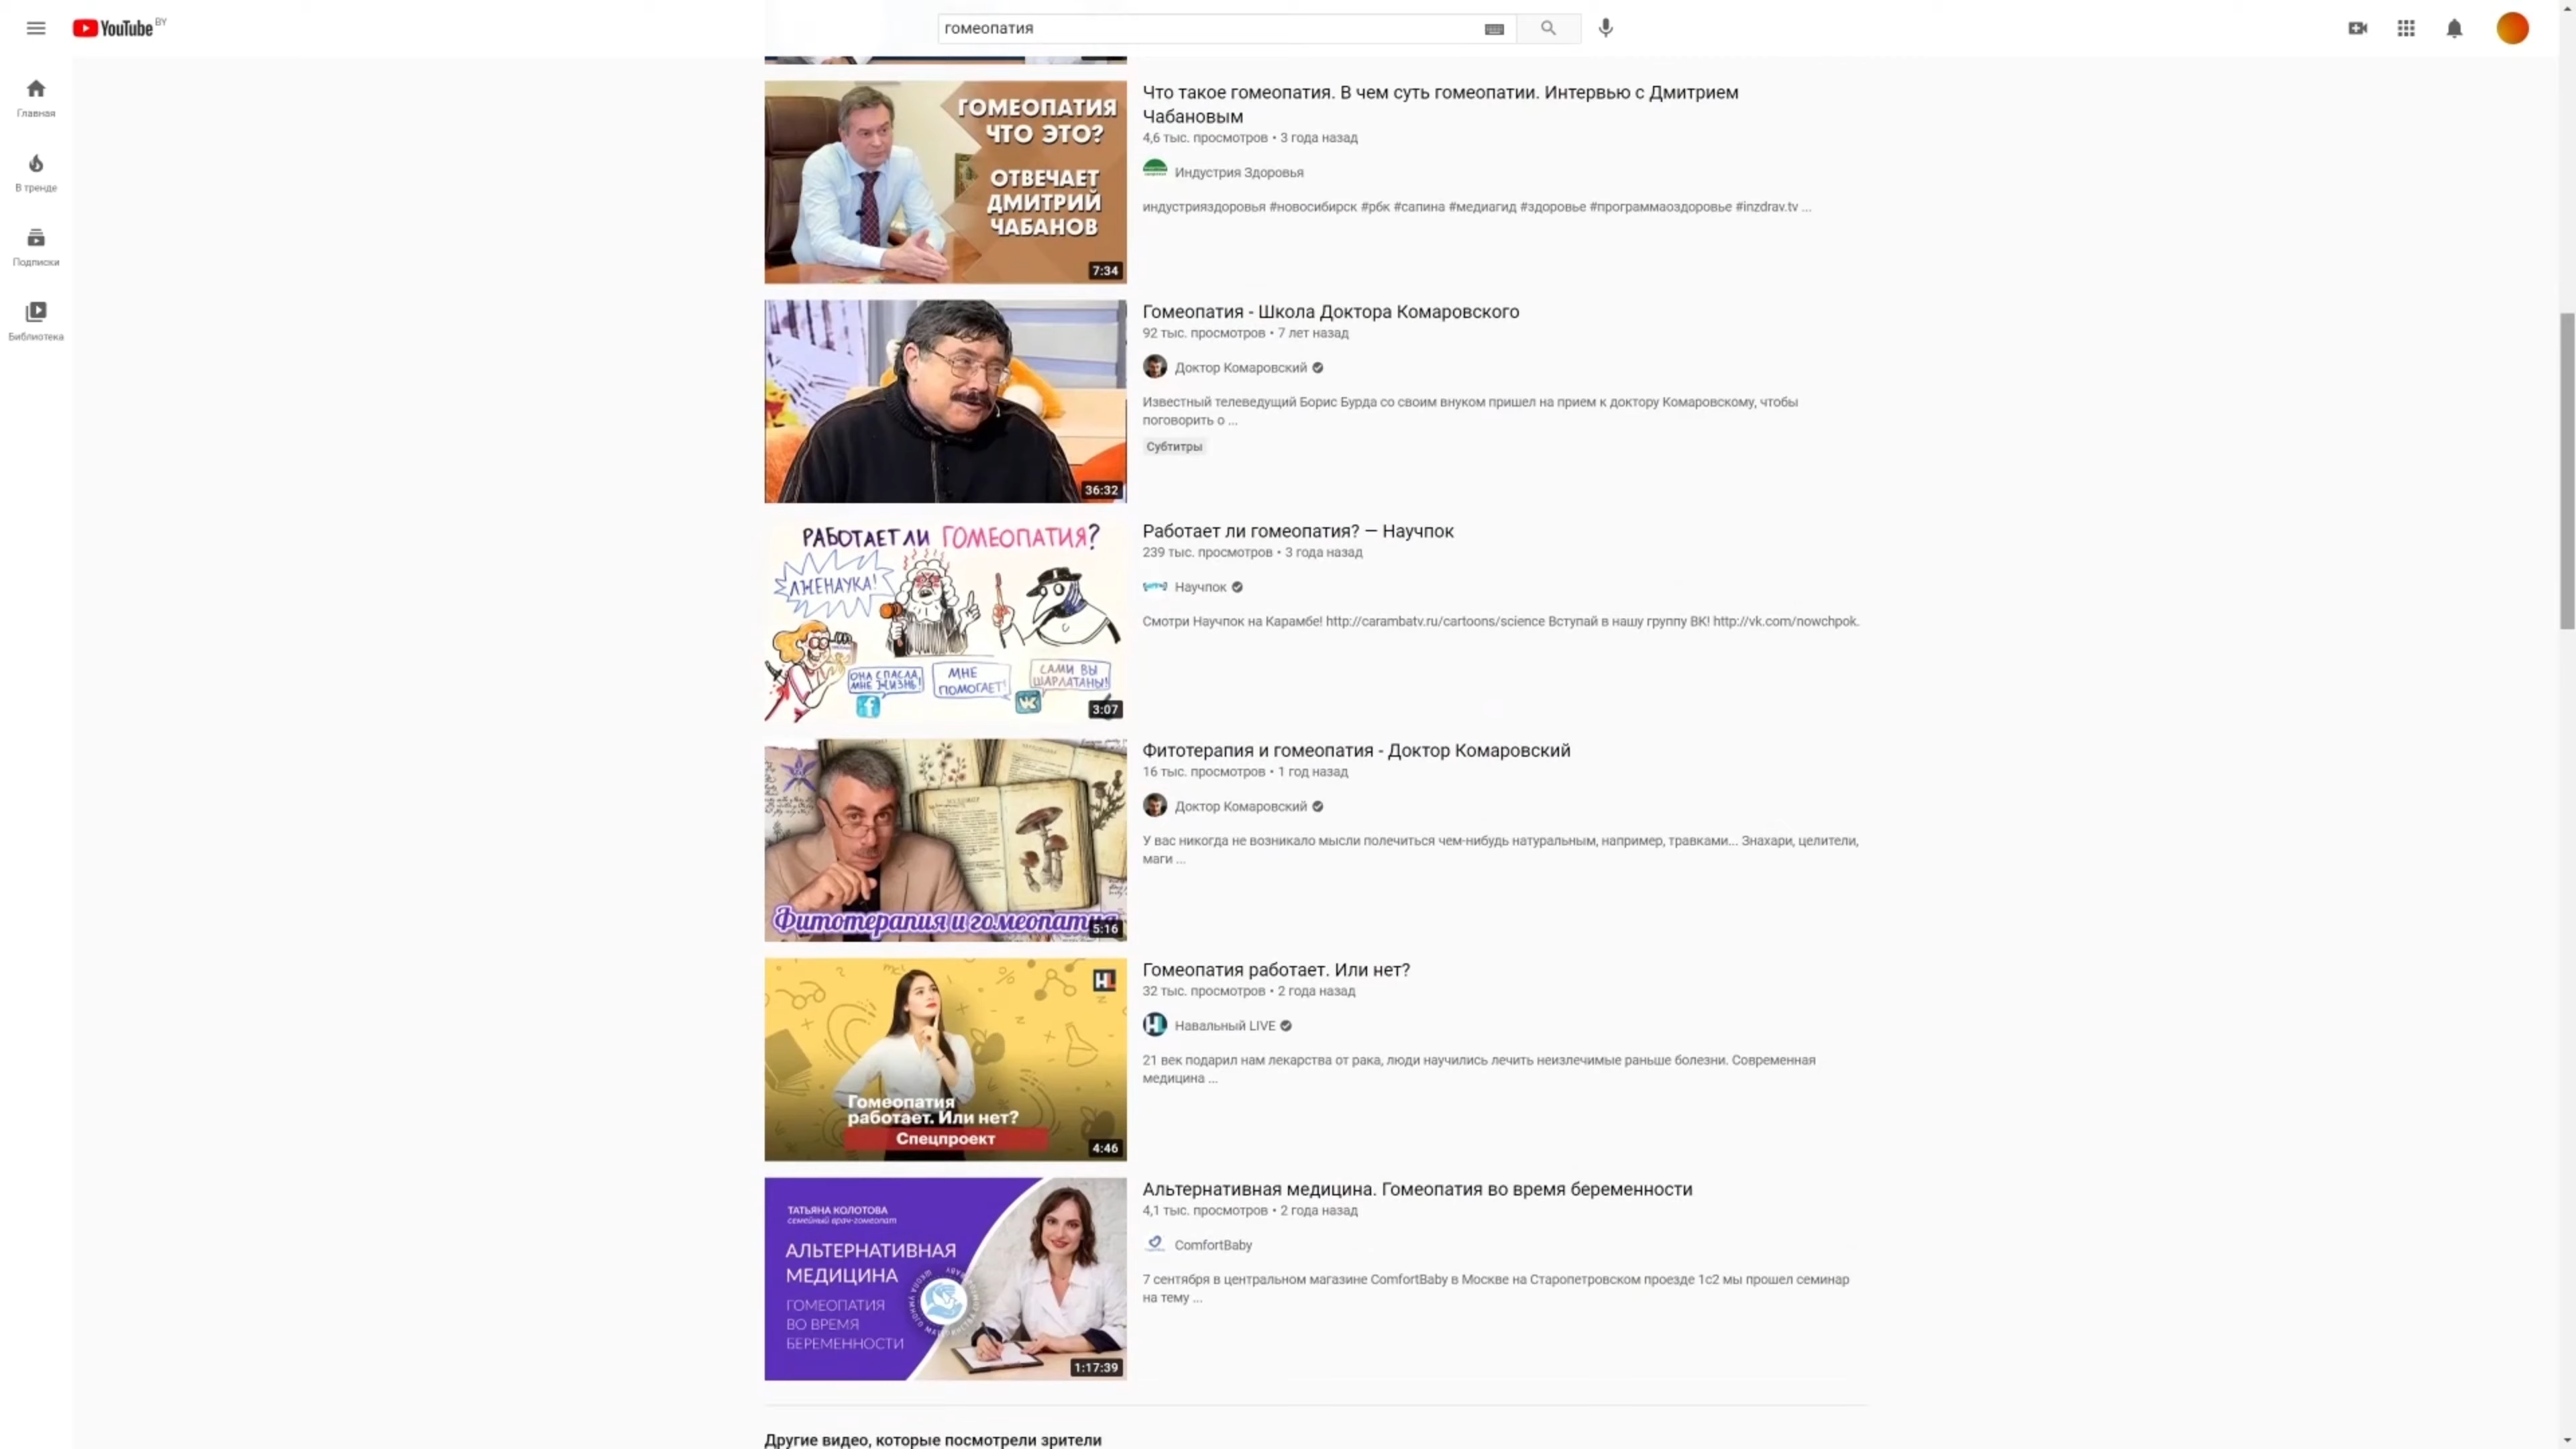 YouTube BY
гомеопатия
Главная
В тренде
Подписки
Библиотека
ГОМЕОПАТИЯ
ЧТО ЭТО?
ОТВЕЧАЕТ
ДМИТРИЙ
ЧАБАНОВ
7:34
Что такое гомеопатия. В чем суть гомеопатии. Интервью с Дмитрием
Чабановым
4,6 тыс. просмотров • 3 года назад
Индустрия Здоровья
индустрияздоровья #новосибирск #рбк #сапина #медиагид #здоровье #программаоздоровье #inzdrav.tv ...
36:32
Гомеопатия - Школа Доктора Комаровского
92 тыс. просмотров • 7 лет назад
Доктор Комаровский
Известный телеведущий Борис Бурда со своим внуком пришел на прием к доктору Комаровскому, чтобы
поговорить о ...
Субтитры
РАБОТАЕТ ЛИ ГОМЕОПАТИЯ?
ЛЖЕНАУКА!
ОНА СПАСЛА
МНЕ ЖИЗНЬ!
МНЕ
ПОМОГАЕТ!
САМИ ВЫ
ШАРЛАТАНЫ!
3:07
Работает ли гомеопатия? — Научпок
239 тыс. просмотров • 3 года назад
Научпок
Смотри Научпок на Карамбе! http://carambatv.ru/cartoons/science Вступай в нашу группу ВК! http://vk.com/nowchpok.
Фитотерапия и гомеопатия
5:16
Фитотерапия и гомеопатия - Доктор Комаровский
16 тыс. просмотров • 1 год назад
Доктор Комаровский
У вас никогда не возникало мысли полечиться чем-нибудь натуральным, например, травками... Знахари, целители,
маги ...
Гомеопатия
работает. Или нет?
Спецпроект
4:46
Гомеопатия работает. Или нет?
32 тыс. просмотров • 2 года назад
Навальный LIVE
21 век подарил нам лекарства от рака, люди научились лечить неизлечимые раньше болезни. Современная
медицина ...
ТАТЬЯНА КОЛОТОВА
семейный врач-гомеопат
АЛЬТЕРНАТИВНАЯ
МЕДИЦИНА
ГОМЕОПАТИЯ
ВО ВРЕМЯ
БЕРЕМЕННОСТИ
1:17:39
Альтернативная медицина. Гомеопатия во время беременности
4,1 тыс. просмотров • 2 года назад
ComfortBaby
7 сентября в центральном магазине ComfortBaby в Москве на Старопетровском проезде 1с2 мы прошел семинар
на тему ...
Другие видео, которые посмотрели зрители